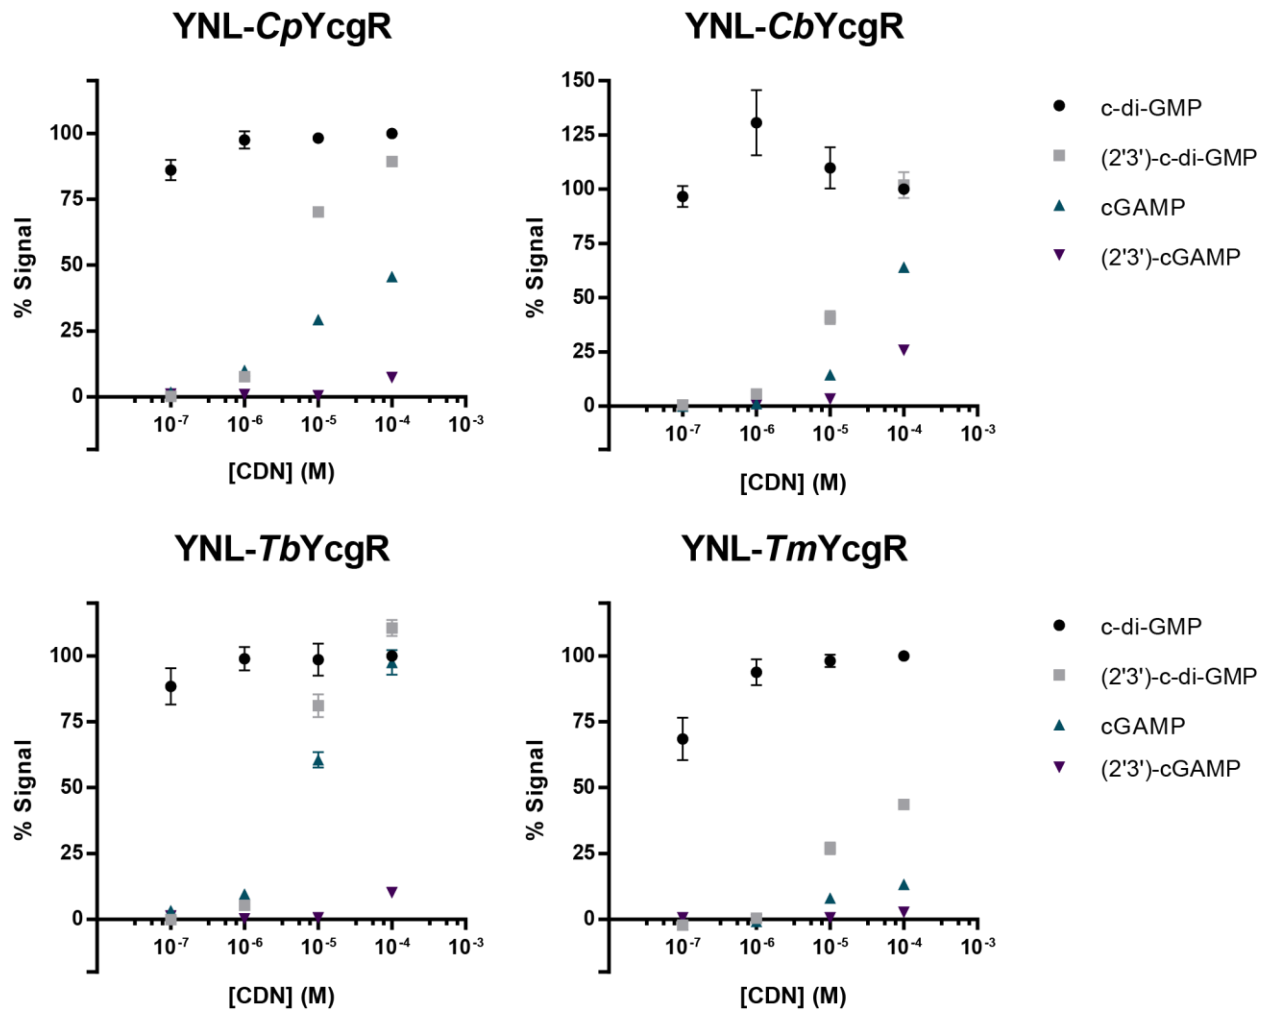 YNL-CpYcgR
% Signal
100
75
50
25
0
10-7 10-6 10-5 10-4 10-3
[CDN] (M)
YNL-CbYcgR
% Signal
150
125
100
75
50
25
0
10-7 10-6 10-5 10-4 10-3
[CDN] (M)
c-di-GMP
(2'3')-c-di-GMP
cGAMP
(2'3')-cGAMP
YNL-TbYcgR
% Signal
100
75
50
25
0
10-7 10-6 10-5 10-4 10-3
[CDN] (M)
YNL-TmYcgR
% Signal
100
75
50
25
0
10-7 10-6 10-5 10-4 10-3
[CDN] (M)
c-di-GMP
(2'3')-c-di-GMP
cGAMP
(2'3')-cGAMP